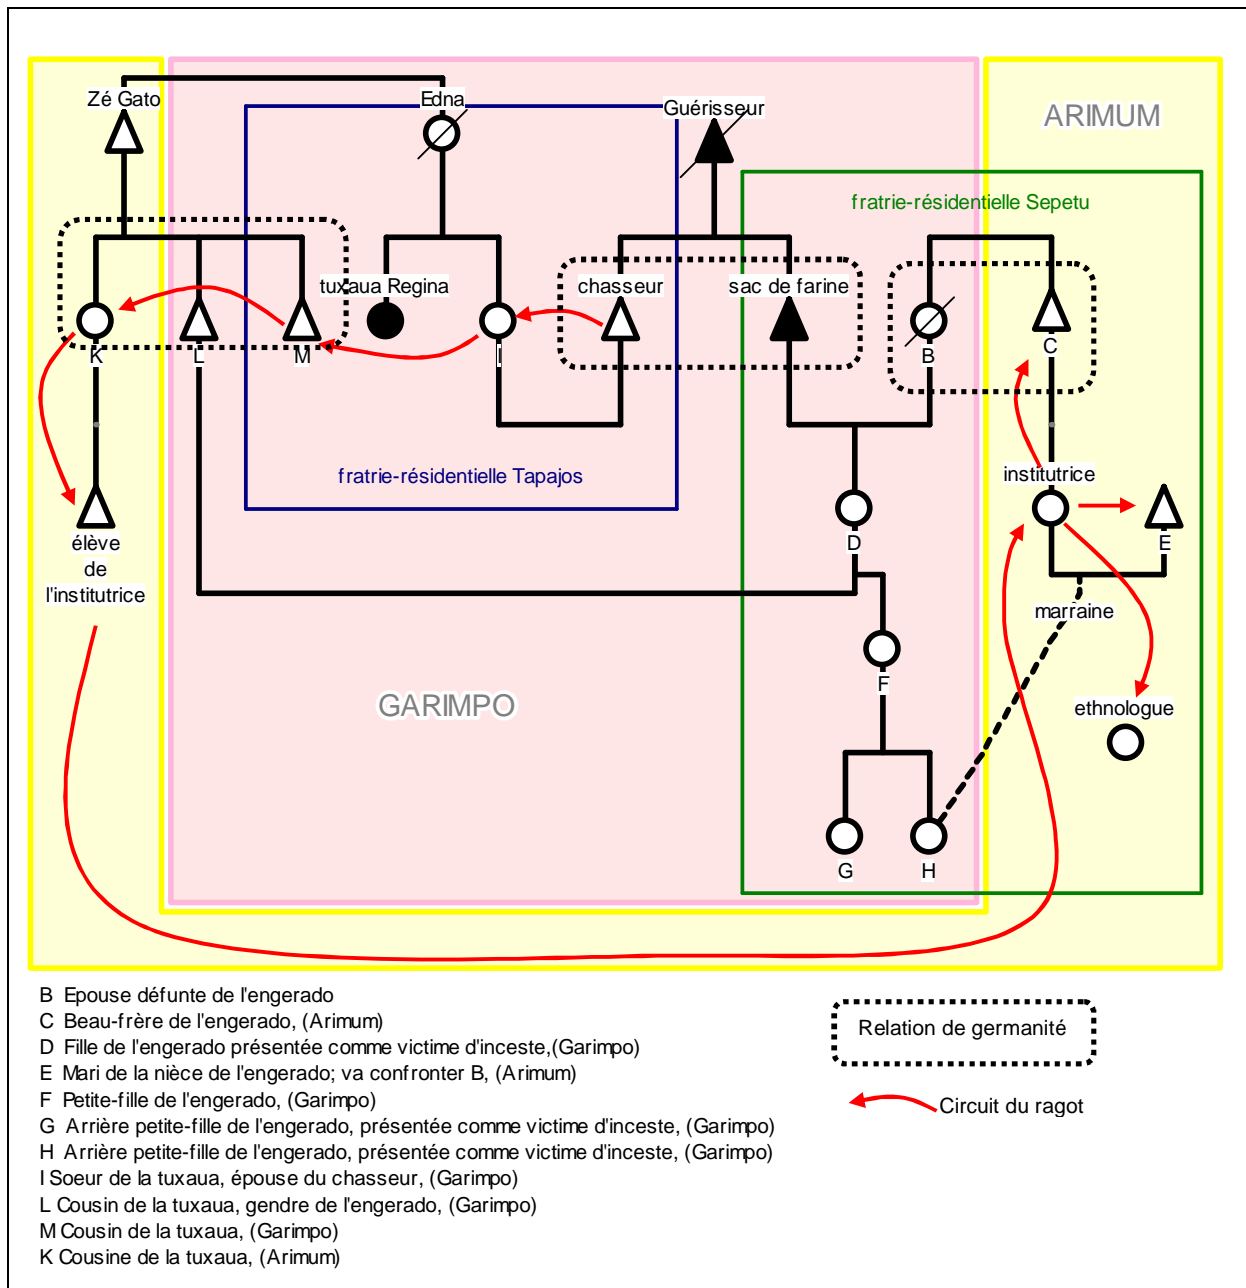 Zé Gato
Edna
Guérisseur
ARIMUM
fratrie-résidentielle Sepetu
tuxaua Regina
chasseur
sac de farine
K
L
M
I
B
C
fratrie-résidentielle Tapajos
institutrice
élève
de
l'institutrice
D
E
marraine
F
GARIMPO
ethnologue
G
H
B Epouse défunte de l'engerado
C Beau-frère de l'engerado, (Arimum)
D Fille de l'engerado présentée comme victime d'inceste,(Garimpo)
E Mari de la nièce de l'engerado; va confronter B, (Arimum)
F Petite-fille de l'engerado, (Garimpo)
G Arrière petite-fille de l'engerado, présentée comme victime d'inceste, (Garimpo)
H Arrière petite-fille de l'engerado, présentée comme victime d'inceste, (Garimpo)
I Soeur de la tuxaua, épouse du chasseur, (Garimpo)
L Cousin de la tuxaua, gendre de l'engerado, (Garimpo)
M Cousin de la tuxaua, (Garimpo)
K Cousine de la tuxaua, (Arimum)
Relation de germanité
Circuit du ragot